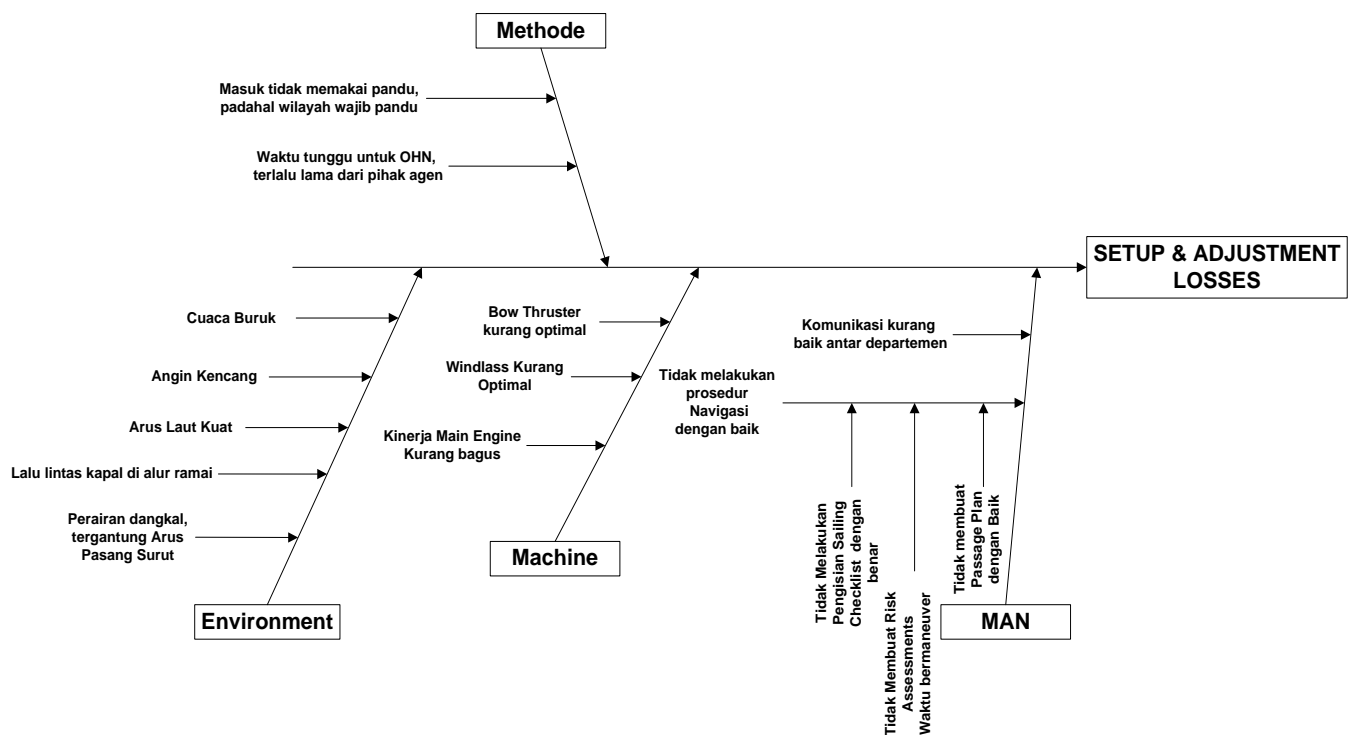 Methode
Masuk tidak memakai pandu,
padahal wilayah wajib pandu
Waktu tunggu untuk OHN,
terlalu lama dari pihak agen
SETUP & ADJUSTMENT
LOSSES
Cuaca Buruk
Angin Kencang
Arus Laut Kuat
Lalu lintas kapal di alur ramai
Perairan dangkal,
tergantung Arus
Pasang Surut
Environment
Bow Thruster
kurang optimal
Windlass Kurang
Optimal
Kinerja Main Engine
Kurang bagus
Machine
Komunikasi kurang
baik antar departemen
Tidak melakukan
prosedur
Navigasi
dengan baik
Tidak Melakukan
Pengisian Sailing
Checklist dengan
benar
Tidak Membuat Risk
Assessments
Waktu bermaneuver
Tidak membuat
Passage Plan
dengan Baik
MAN